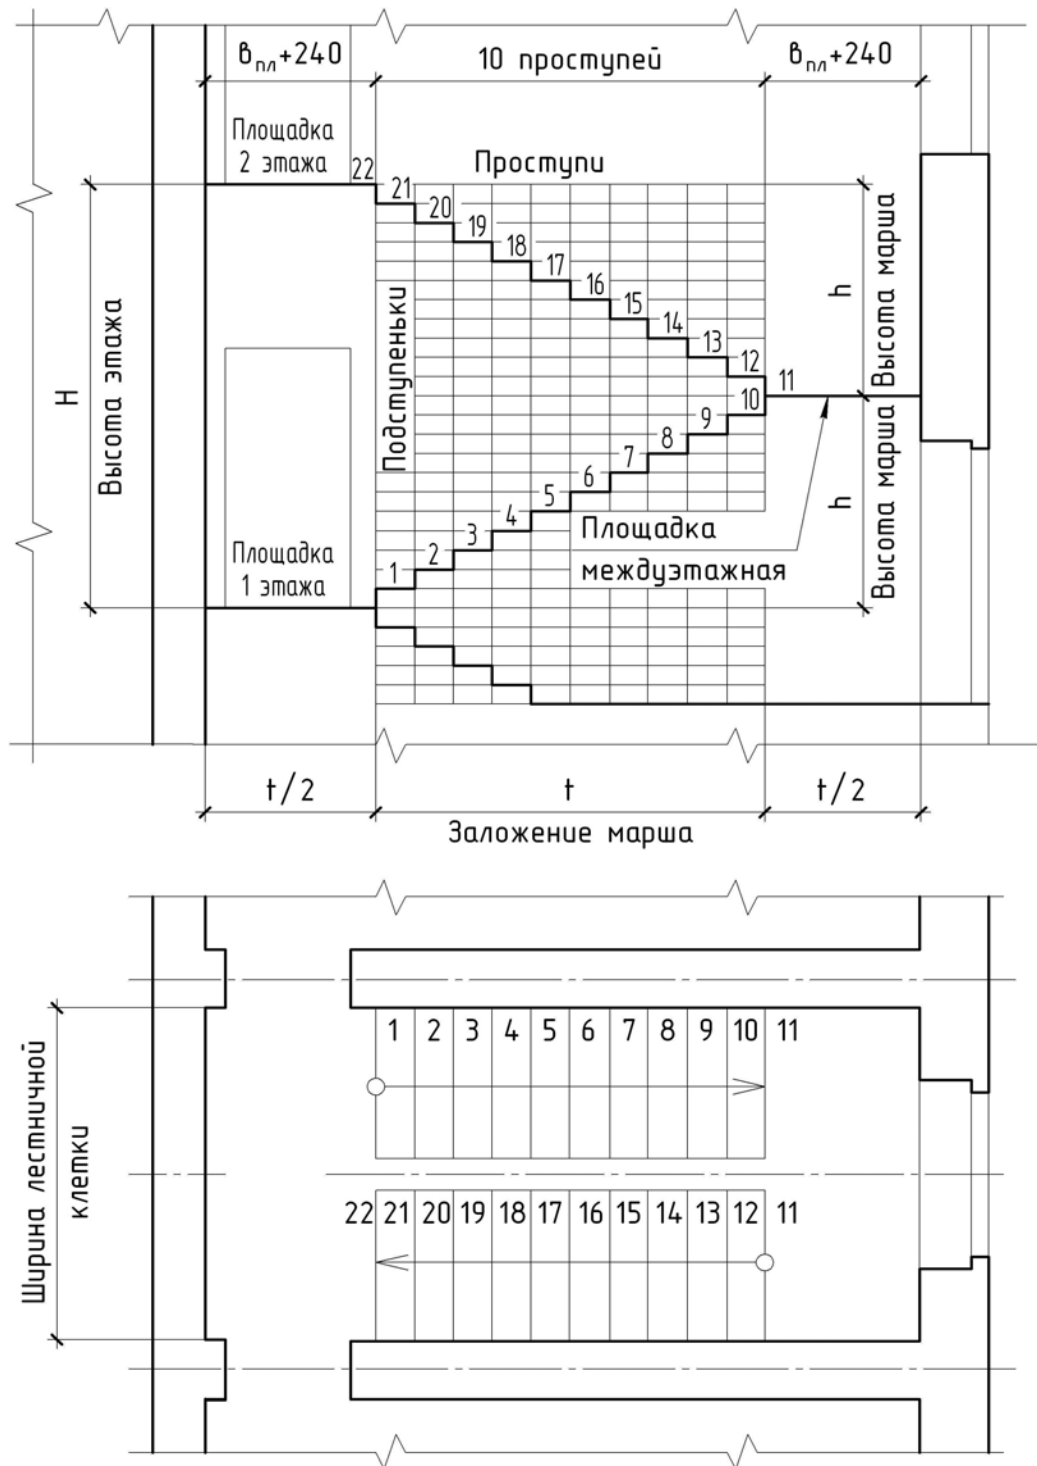 впл+240
10 проступей
впл+240
Площадка
2 этажа
22
Проступи
21
20
19
18
17
16
15
14
13
12
11
10
9
8
7
6
5
4
3
2
1
Подступеньки
H
Высота этажа
h
Высота марша
h
Высота марша
Площадка
междуэтажная
Площадка
1 этажа
t/2
t
t/2
Заложение марша
Ширина лестничной
клетки
1 2 3 4 5 6 7 8 9 10 11
22 21 20 19 18 17 16 15 14 13 12 11